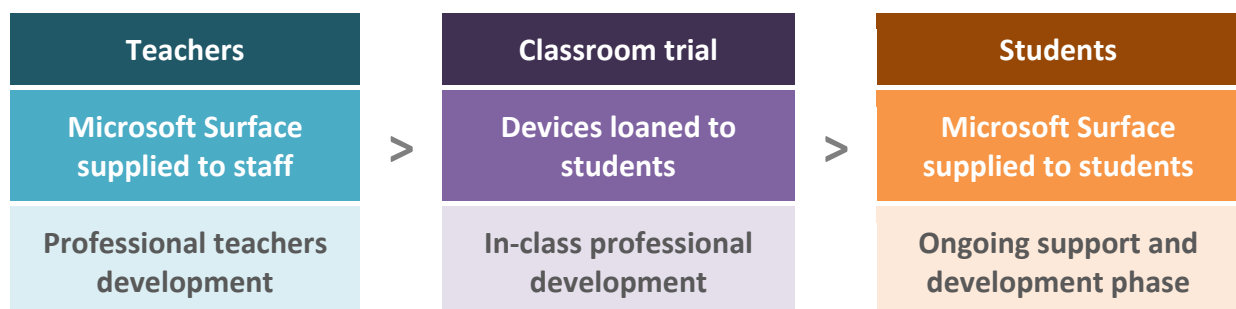 Teachers
Microsoft Surface
supplied to staff
Professional teachers
development
>
Classroom trial
Devices loaned to
students
In-class professional
development
>
Students
Microsoft Surface
supplied to students
Ongoing support and
development phase